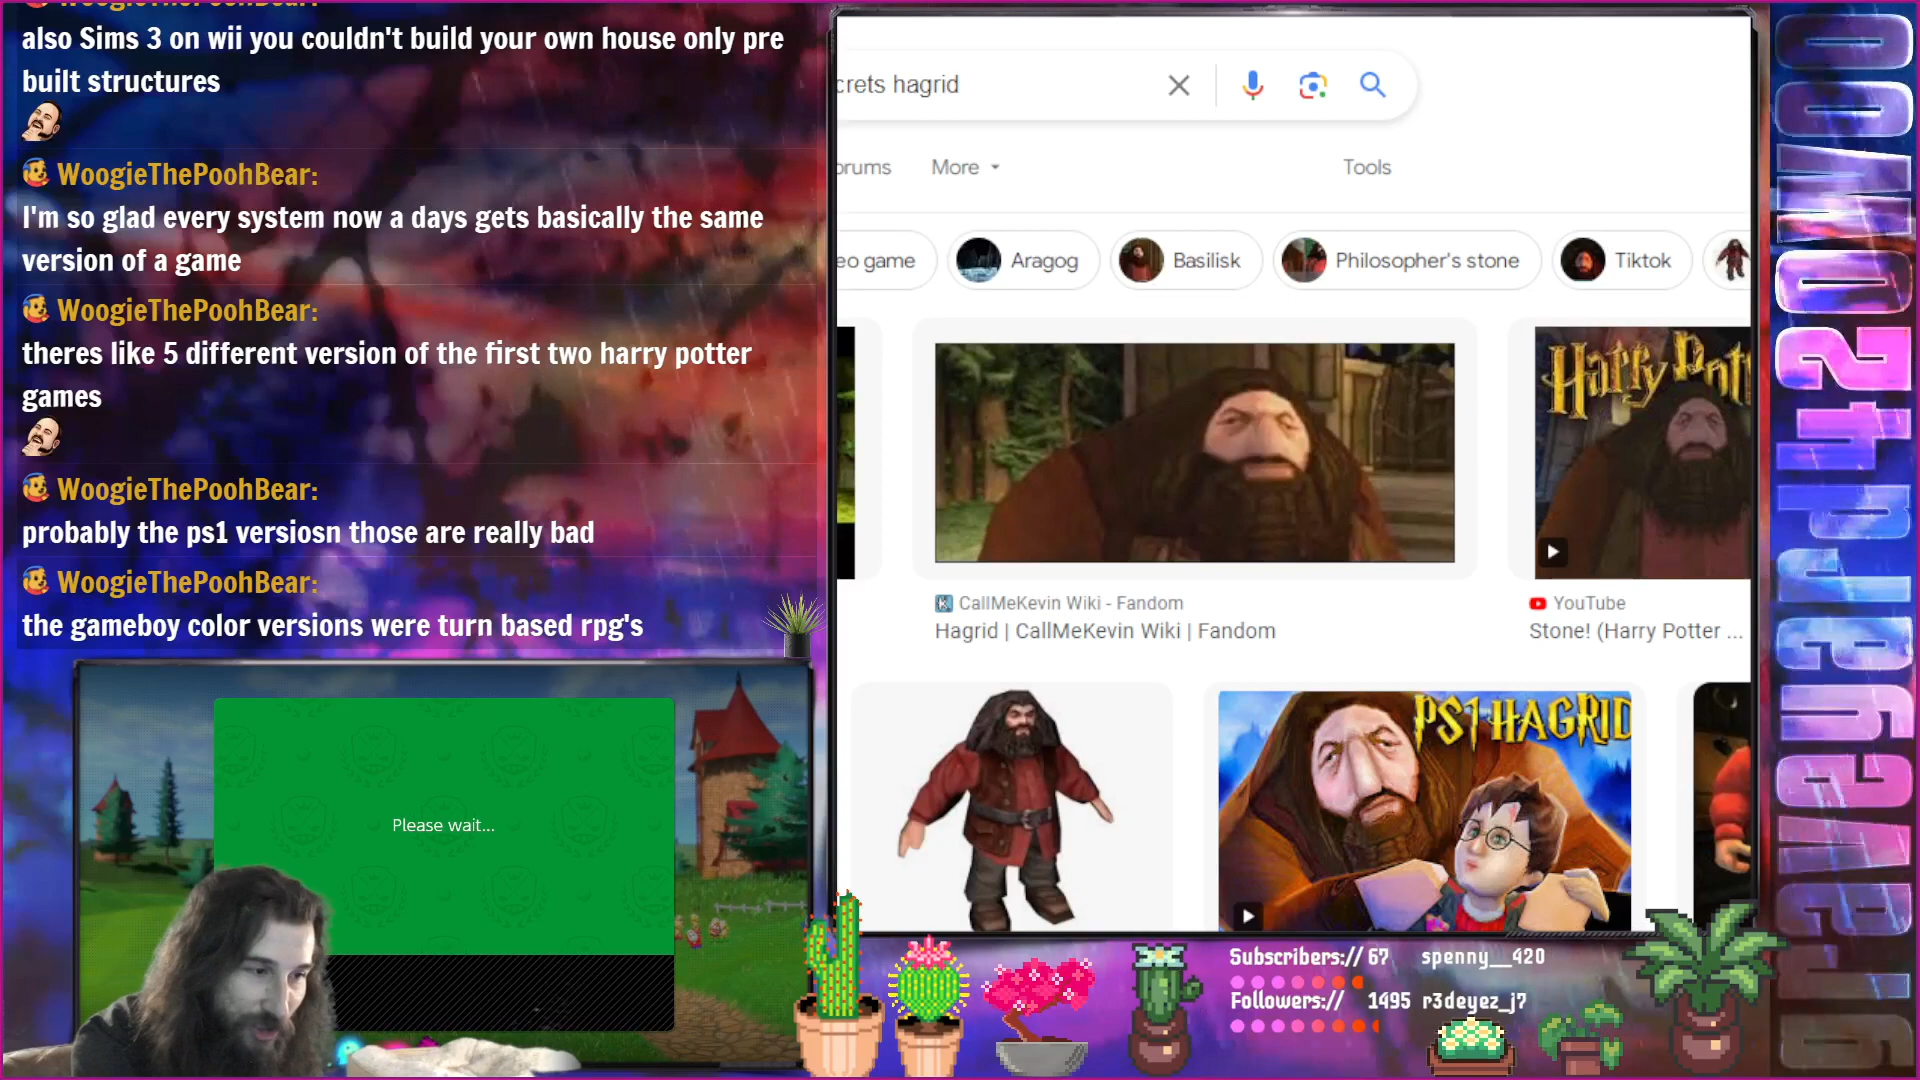 WoogieThePoohBear:
also Sims 3 on wii you couldn't build your own house only pre
built structures
WoogieThePoohBear:
I'm so glad every system now a days gets basically the same
version of a game
WoogieThePoohBear:
theres like 5 different version of the first two harry potter
games
WoogieThePoohBear:
probably the ps1 versiosn those are really bad
WoogieThePoohBear:
the gameboy color versions were turn based rpg's
Please wait...
crets hagrid
orums
More
Tools
eo game
Aragog
Basilisk
Philosopher's stone
Tiktok
Harry Pott
CallMeKevin Wiki - Fandom
Hagrid | CallMeKevin Wiki | Fandom
YouTube
Stone! (Harry Potter ...
PS1 HAGRID
Subscribers:// 67 spenny__420
Followers:// 1495 r3deyez_j7